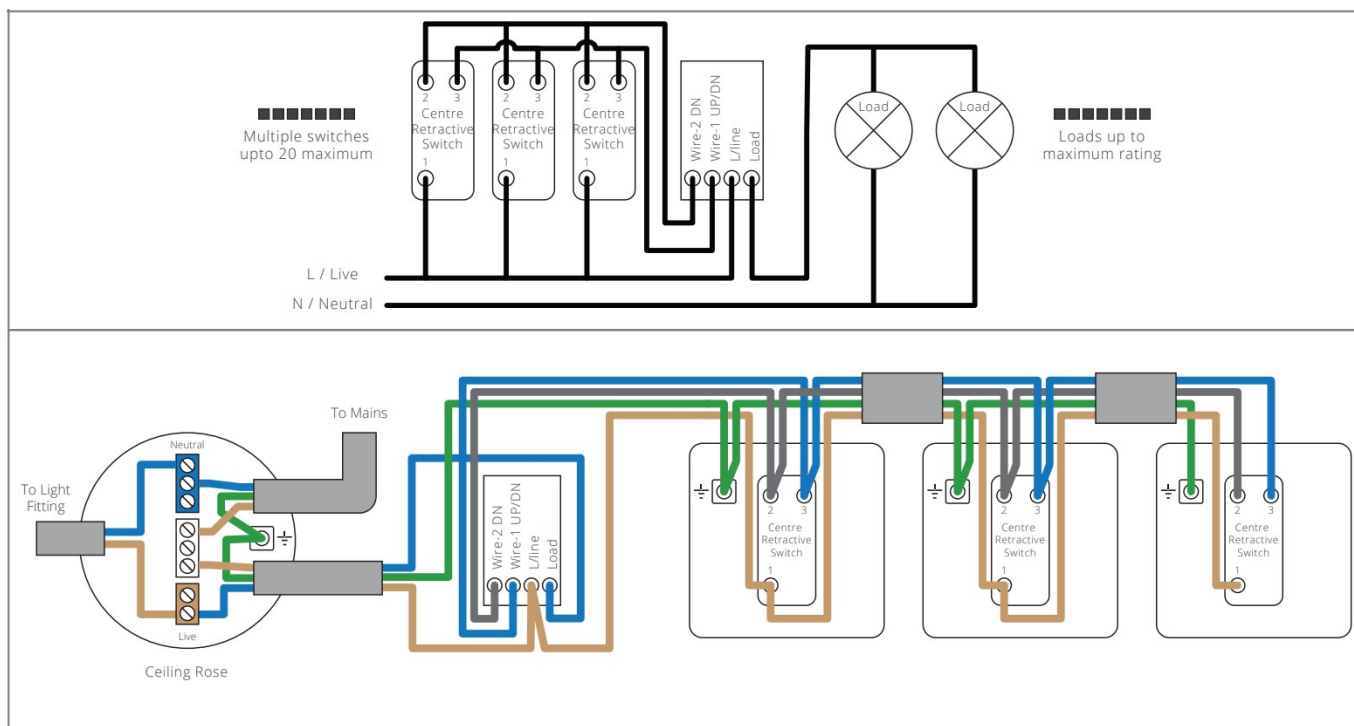 2 3
Centre
Retractive
Switch
1
2 3
Centre
Retractive
Switch
1
2 3
Centre
Retractive
Switch
1
Multiple switches
upto 20 maximum
Wire-2 DN
Wire-1 UP/DN
L/line
Load
Load
Load
Loads up to
maximum rating
L / Live
N / Neutral
To Mains
Neutral
To Light
Fitting
Live
Ceiling Rose
Wire-2 DN
Wire-1 UP/DN
L/line
Load
2 3
Centre
Retractive
Switch
1
2 3
Centre
Retractive
Switch
1
2 3
Centre
Retractive
Switch
1